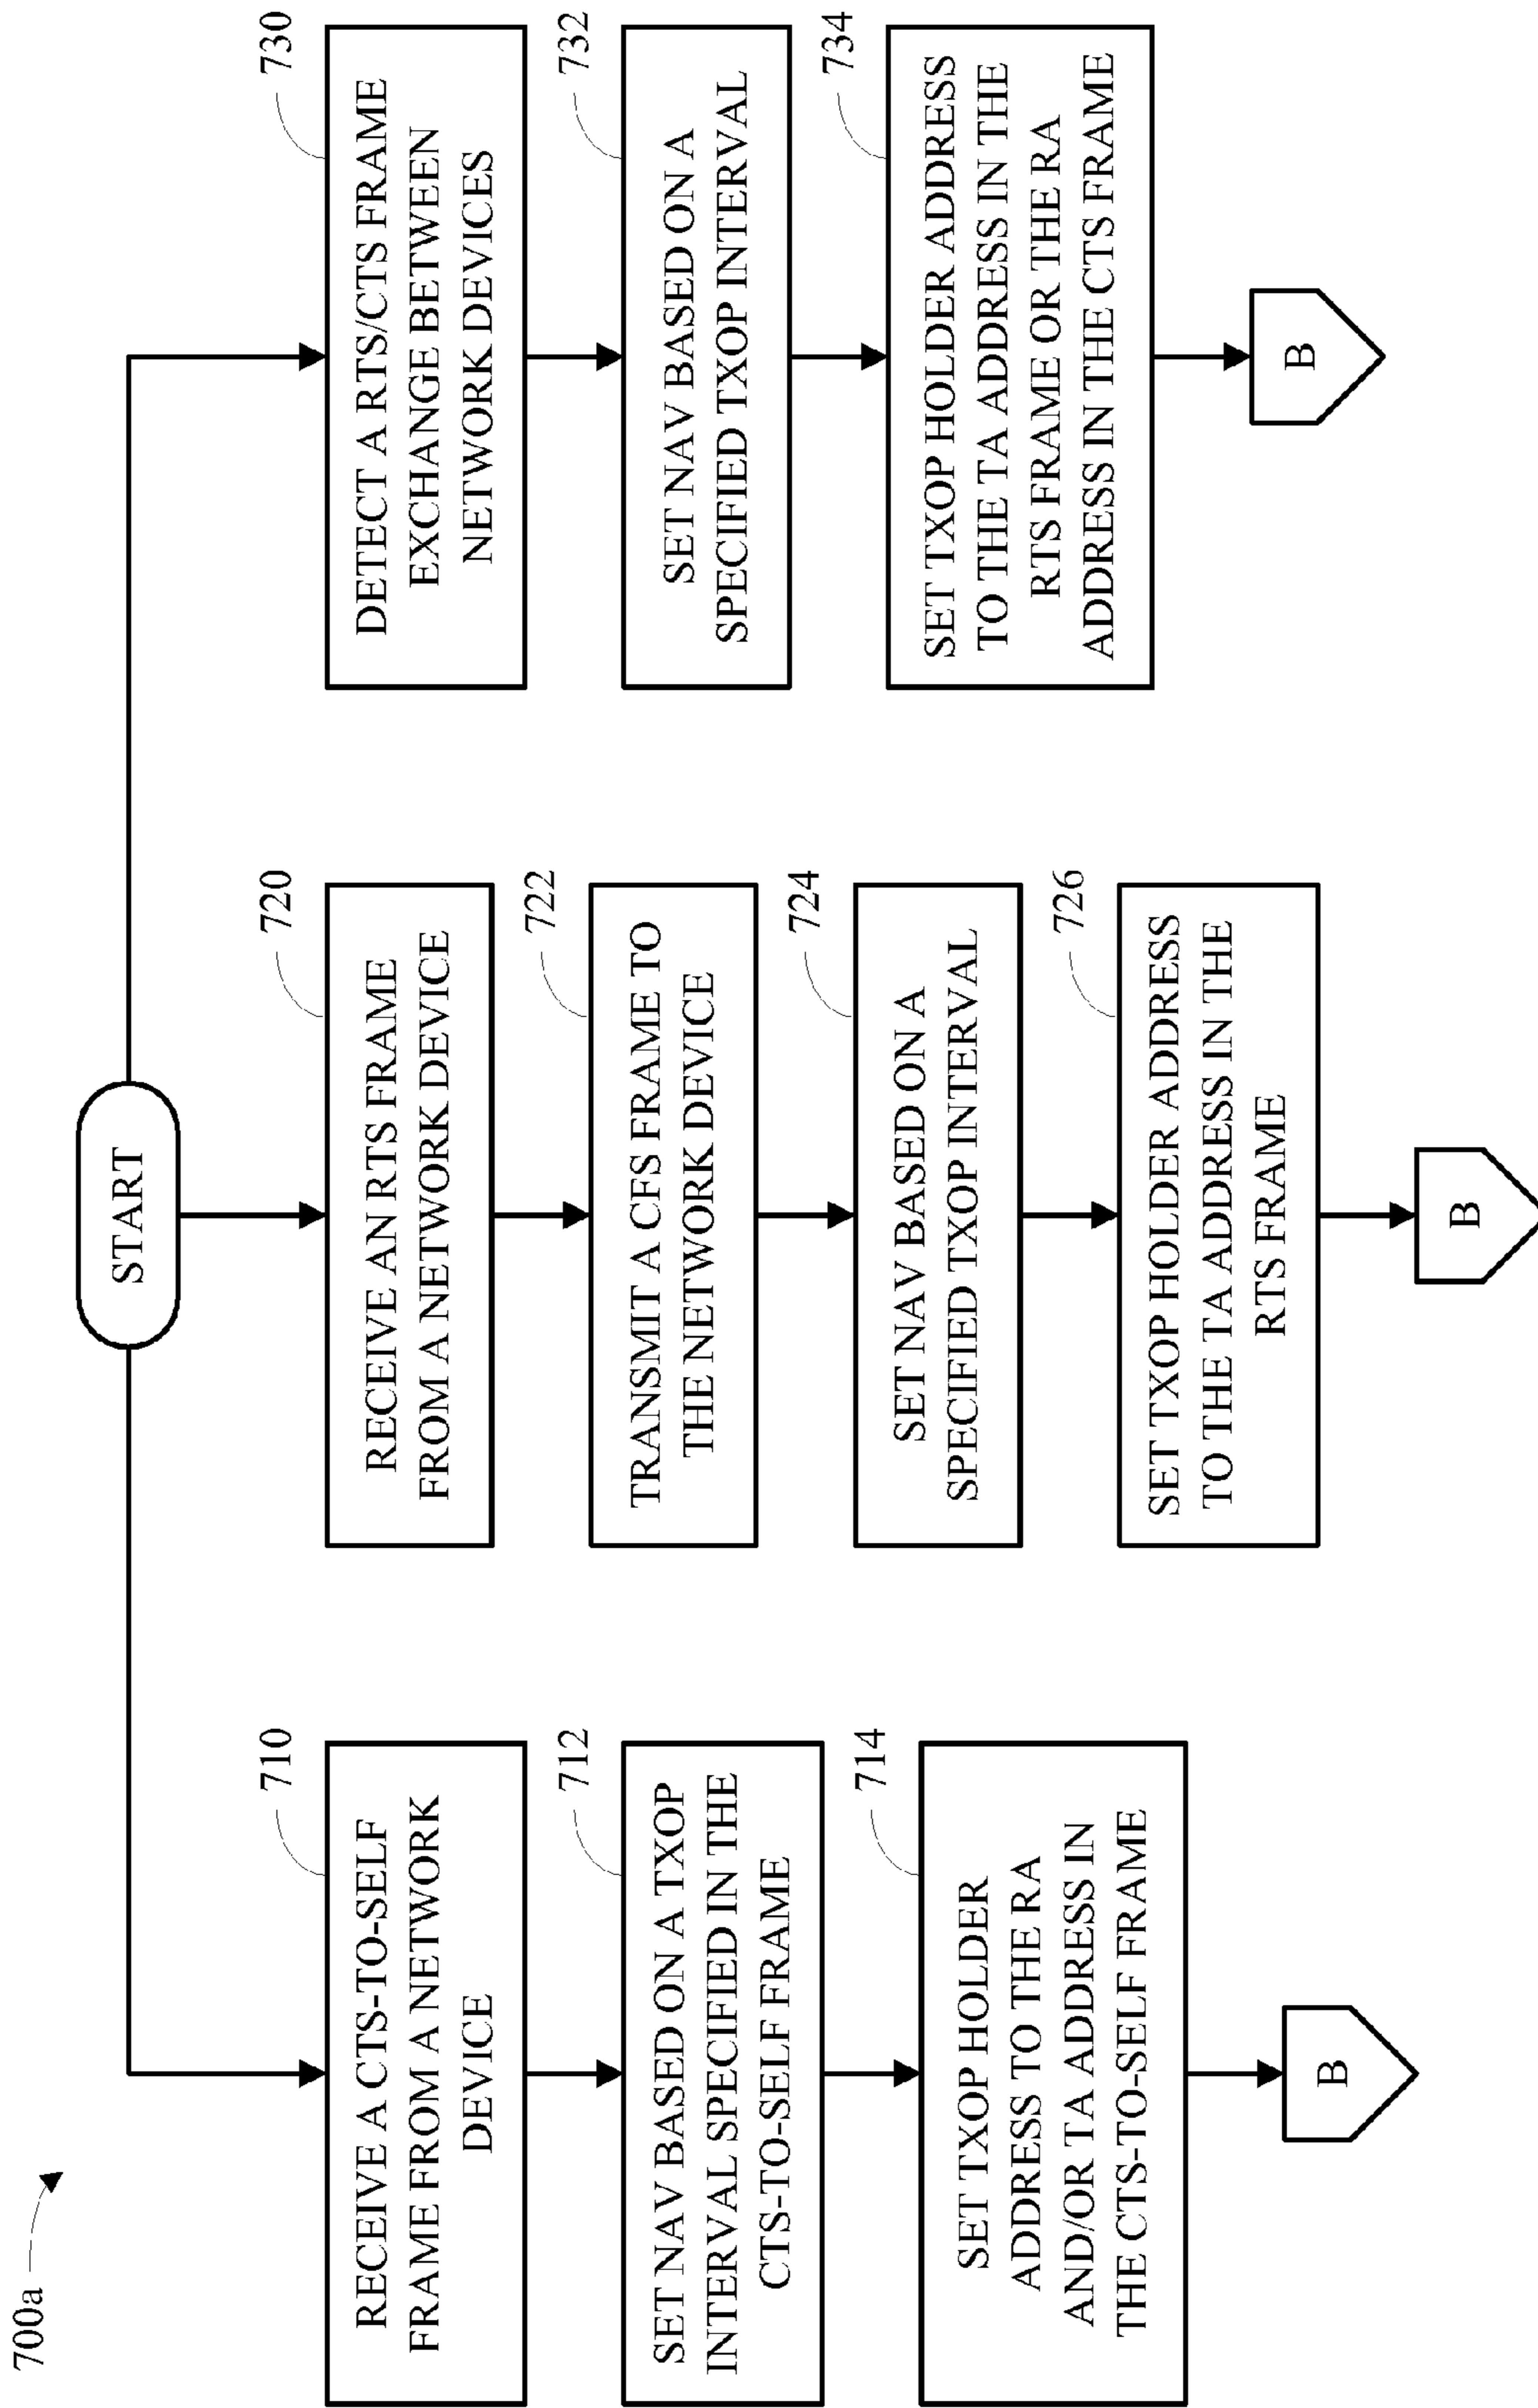 700a
START
710
RECEIVE A CTS-TO-SELF
FRAME FROM A NETWORK
DEVICE
712
SET NAV BASED ON A TXOP
INTERVAL SPECIFIED IN THE
CTS-TO-SELF FRAME
714
SET TXOP HOLDER
ADDRESS TO THE RA
AND/OR TA ADDRESS IN
THE CTS-TO-SELF FRAME
B
720
RECEIVE AN RTS FRAME
FROM A NETWORK DEVICE
722
TRANSMIT A CFS FRAME TO
THE NETWORK DEVICE
724
SET NAV BASED ON A
SPECIFIED TXOP INTERVAL
726
SET TXOP HOLDER ADDRESS
TO THE TA ADDRESS IN THE
RTS FRAME
B
730
DETECT A RTS/CTS FRAME
EXCHANGE BETWEEN
NETWORK DEVICES
732
SET NAV BASED ON A
SPECIFIED TXOP INTERVAL
734
SET TXOP HOLDER ADDRESS
TO THE TA ADDRESS IN THE
RTS FRAME OR THE RA
ADDRESS IN THE CTS FRAME
B